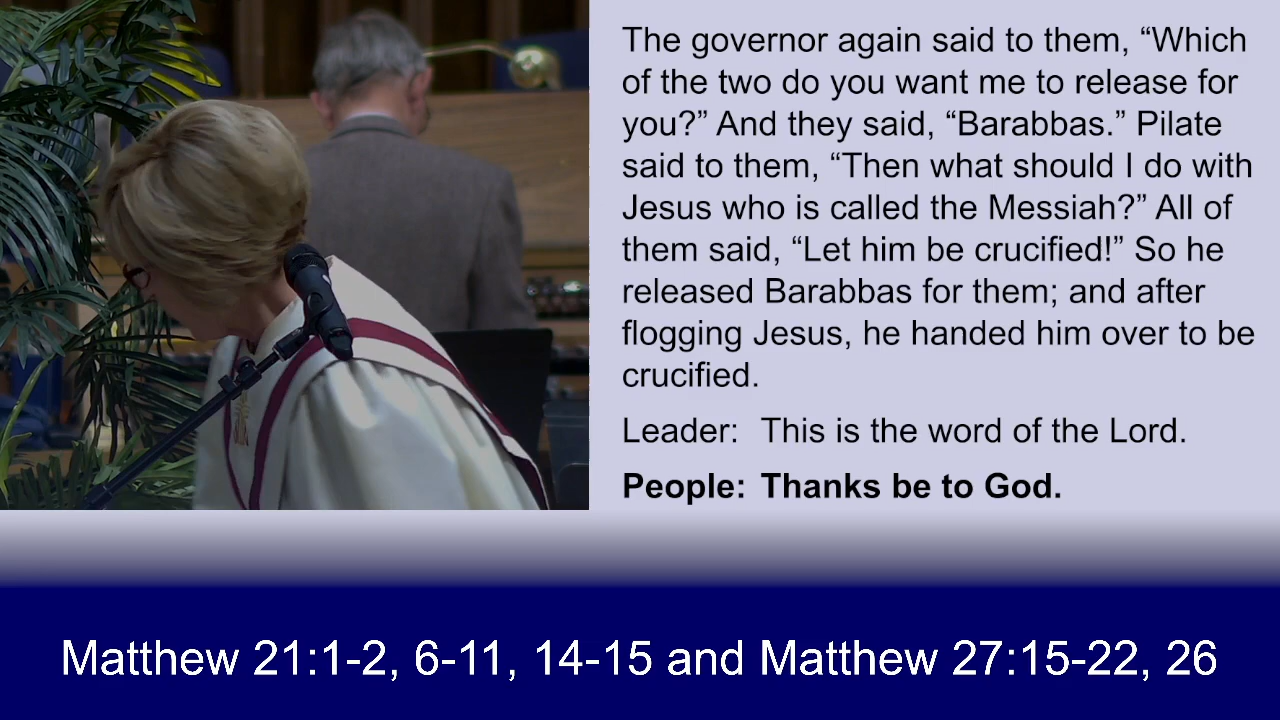 The governor again said to them, “Which
of the two do you want me to release for
you?” And they said, “Barabbas.” Pilate
said to them, “Then what should I do with
Jesus who is called the Messiah?” All of
them said, “Let him be crucified!” So he
released Barabbas for them; and after
flogging Jesus, he handed him over to be
crucified.
Leader: This is the word of the Lord.
People: Thanks be to God.
Matthew 21:1-2, 6-11, 14-15 and Matthew 27:15-22, 26